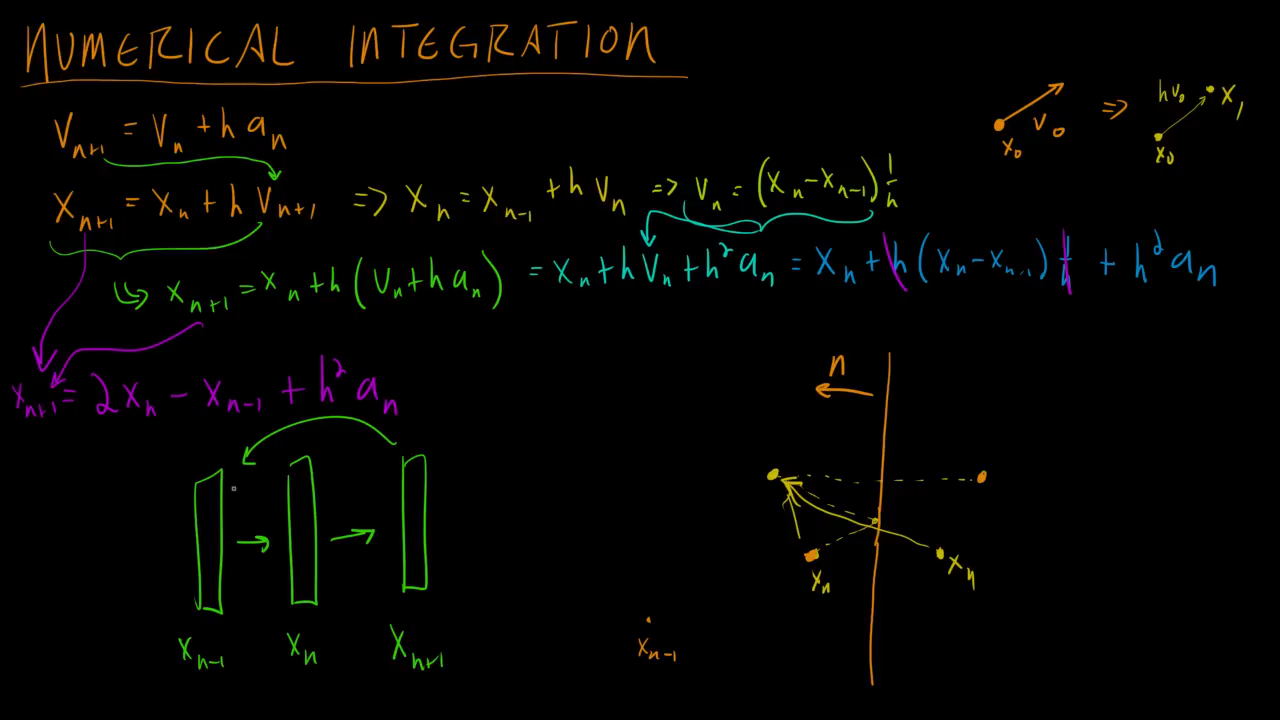 NUMERICAL INTEGRATION
V_{n+1} = V_n + h a_n
x_0 v_0 => h v_0 x_0 x_1
x_{n+1} = x_n + h v_{n+1} => x_n = x_{n-1} + h v_n => v_n = (x_n - x_{n-1}) 1/h
x_{n+1} = x_n + h (v_n + h a_n) = x_n + h v_n + h² a_n = x_n + h (x_n - x_{n-1}) 1/h + h² a_n
x_{n+1} = 2x_n - x_{n-1} + h² a_n
n
x_n x_n
x_{n-1} x_n x_{n+1} x_{n-1}